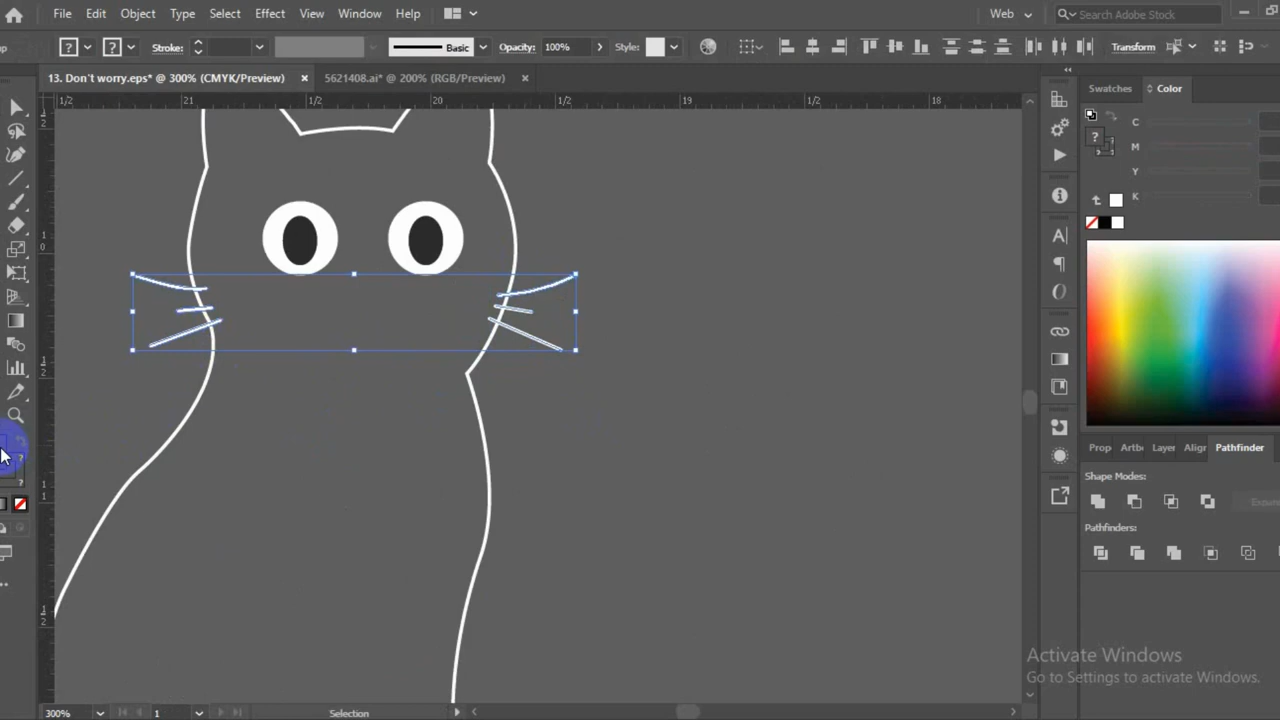 File Edit Object Type Select Effect View Window Help Web Search Adobe Stock
? ? Stroke: Basic Opacity: 100% Style: Transform
13. Don't worry.eps* @ 300% (CMYK/Preview) × 5621408.ai* @ 200% (RGB/Preview) ×
1/2 21 1/2 20 1/2 19 1/2 18
Swatches Color
C
M
Y
K
?
Prop Artb Layer Aligr Pathfinder
Shape Modes:
Expa
Pathfinders:
Activate Windows
Go to Settings to activate Windows.
300% 1 Selection